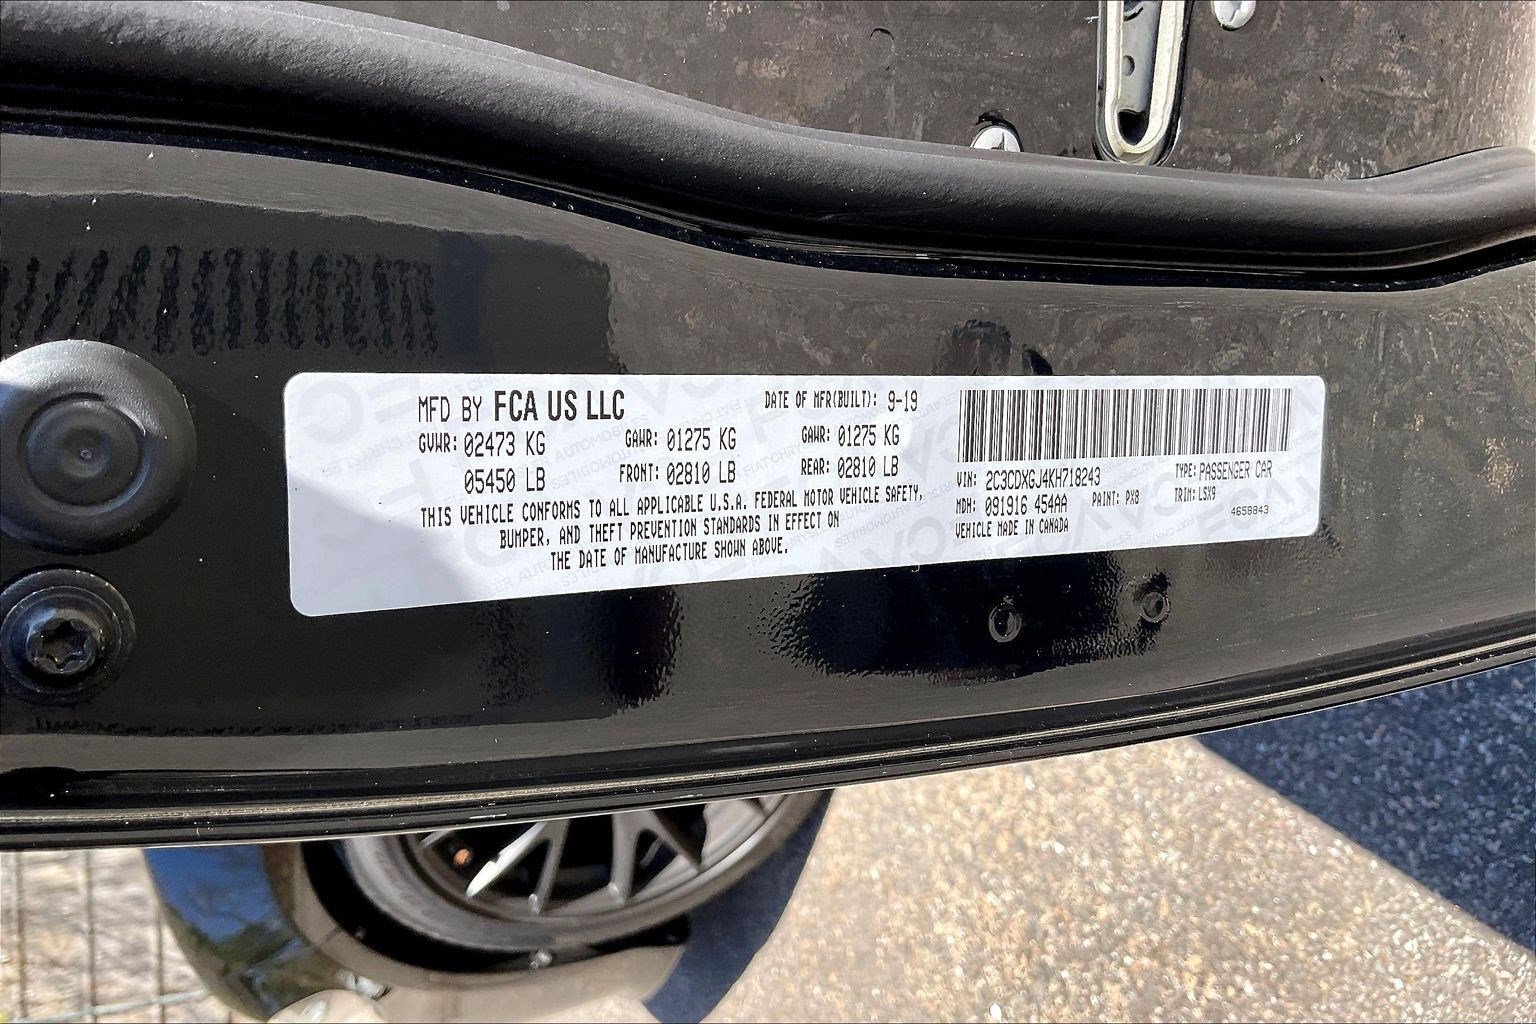 MFD BY FCA US LLC DATE OF MFR(BUILT): 9-19
GVWR: 02473 KG GAWR: 01275 KG GAWR: 01275 KG
05450 LB FRONT: 02810 LB REAR: 02810 LB
THIS VEHICLE CONFORMS TO ALL APPLICABLE U.S.A. FEDERAL MOTOR VEHICLE SAFETY,
BUMPER, AND THEFT PREVENTION STANDARDS IN EFFECT ON
THE DATE OF MANUFACTURE SHOWN ABOVE.
VIN: 2C3CDXGJ4KH718243 TYPE: PASSENGER CAR
MDH: 091916 454AA PAINT: PX8 TRIM: LSX9
VEHICLE MADE IN CANADA 4658843